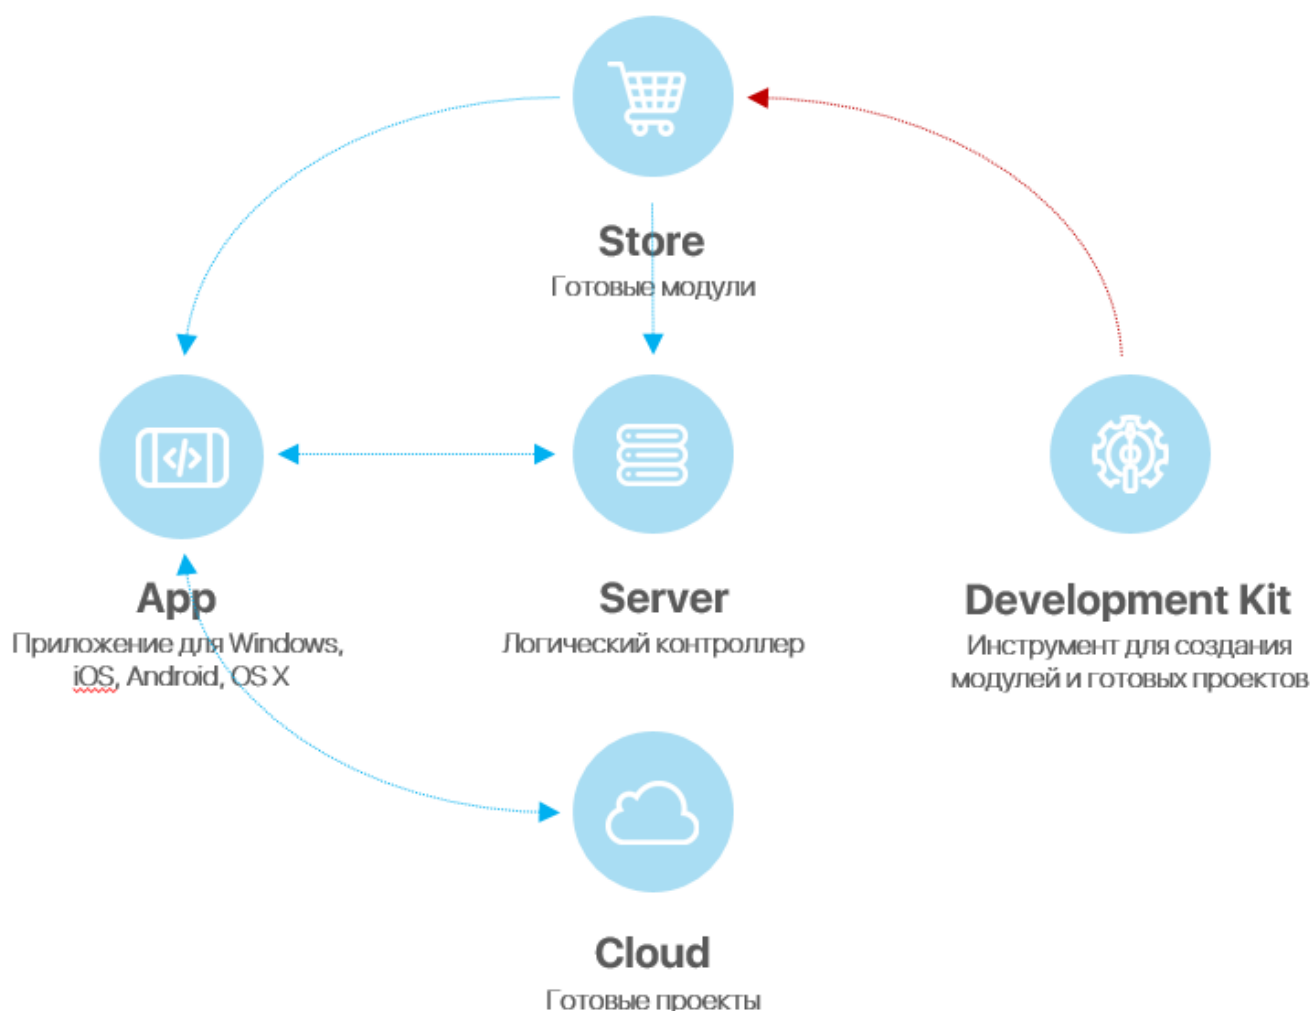 Store
Готовые модули
</>
App
Приложение для Windows,
iOS, Android, OS X
Server
Логический контроллер
Development Kit
Инструмент для создания
модулей и готовых проектов
Cloud
Готовые проекты